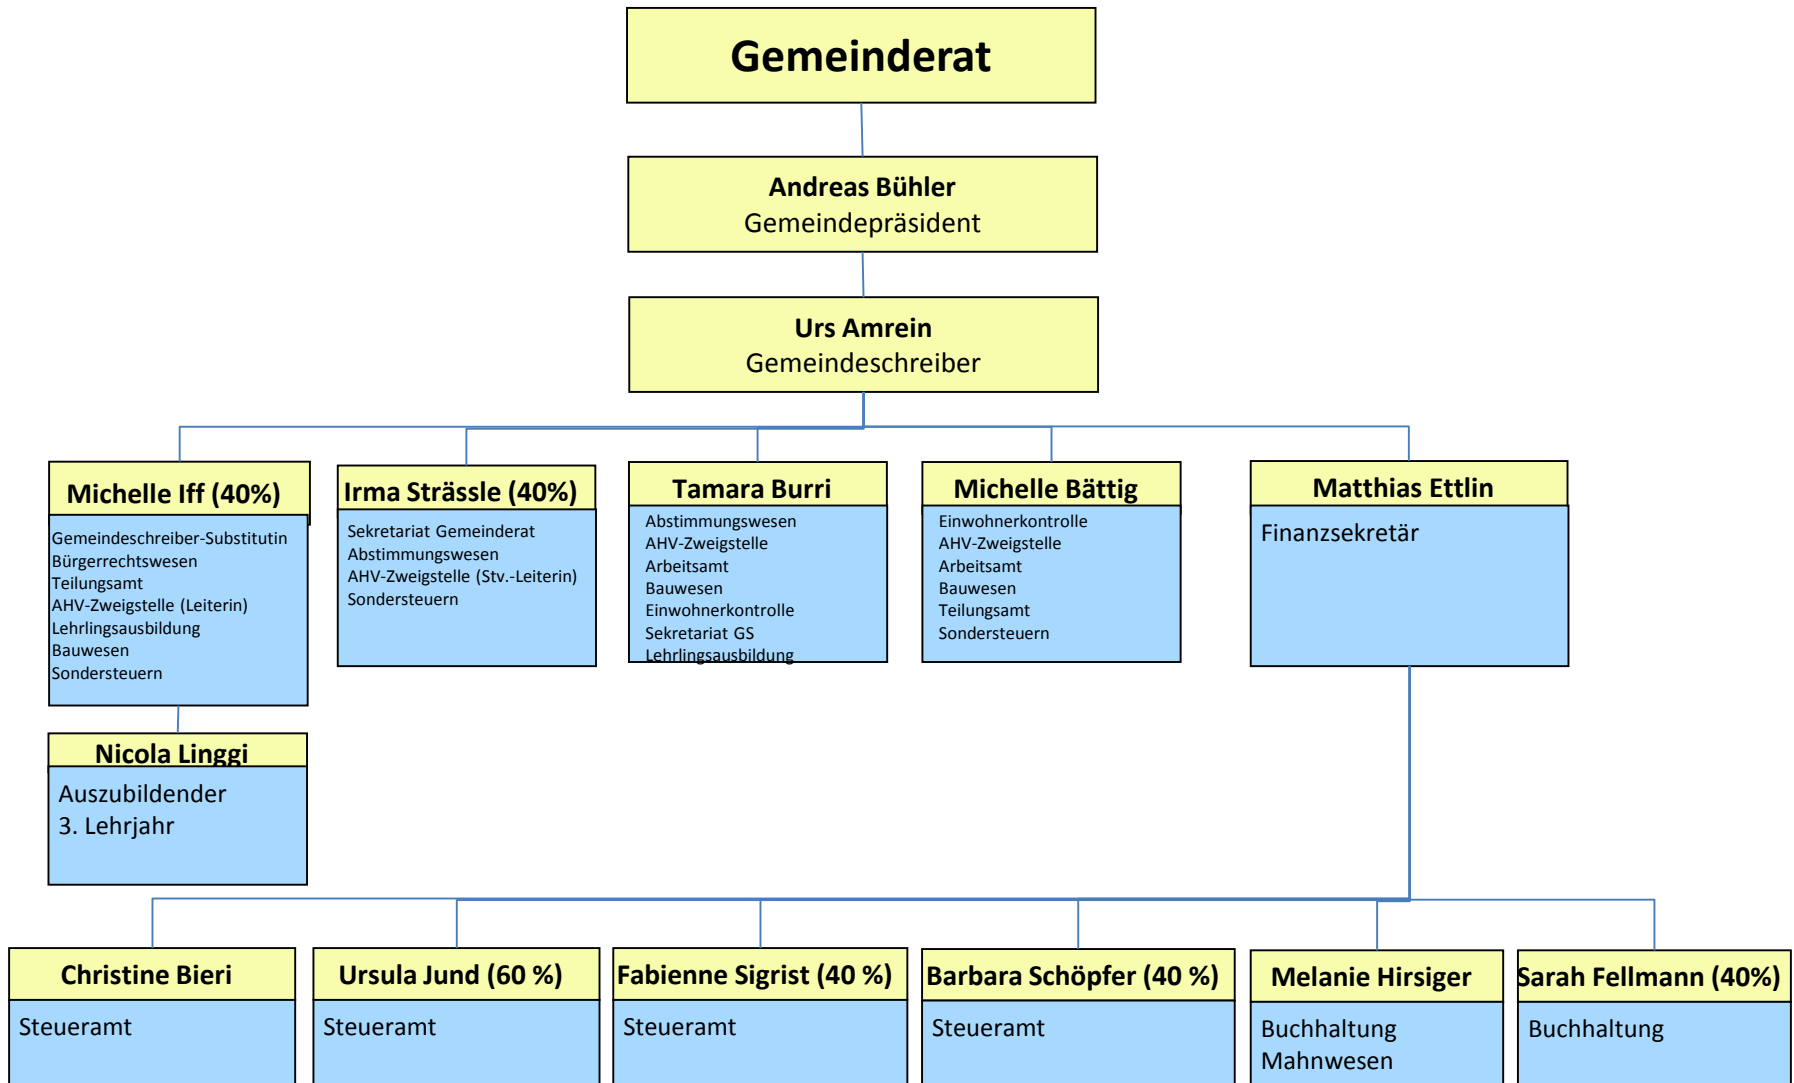 Gemeinderat
Andreas Bühler
Gemeindepräsident
Urs Amrein
Gemeindeschreiber
Michelle Iff (40%)
Gemeindeschreiber-Substitutin
Bürgerrechtswesen
Teilungsamt
AHV-Zweigstelle (Leiterin)
Lehrlingsausbildung
Bauwesen
Sondersteuern
Irma Strässle (40%)
Sekretariat Gemeinderat
Abstimmungswesen
AHV-Zweigstelle (Stv.-Leiterin)
Sondersteuern
Tamara Burri
Abstimmungswesen
AHV-Zweigstelle
Arbeitsamt
Bauwesen
Einwohnerkontrolle
Sekretariat GS
Lehrlingsausbildung
Michelle Bättig
Einwohnerkontrolle
AHV-Zweigstelle
Arbeitsamt
Bauwesen
Teilungsamt
Sondersteuern
Matthias Ettlin
Finanzsekretär
Nicola Linggi
Auszubildender
3. Lehrjahr
Christine Bieri
Steueramt
Ursula Jund (60 %)
Steueramt
Fabienne Sigrist (40 %)
Steueramt
Barbara Schöpfer (40 %)
Steueramt
Melanie Hirsiger
Buchhaltung
Mahnwesen
Sarah Fellmann (40%)
Buchhaltung